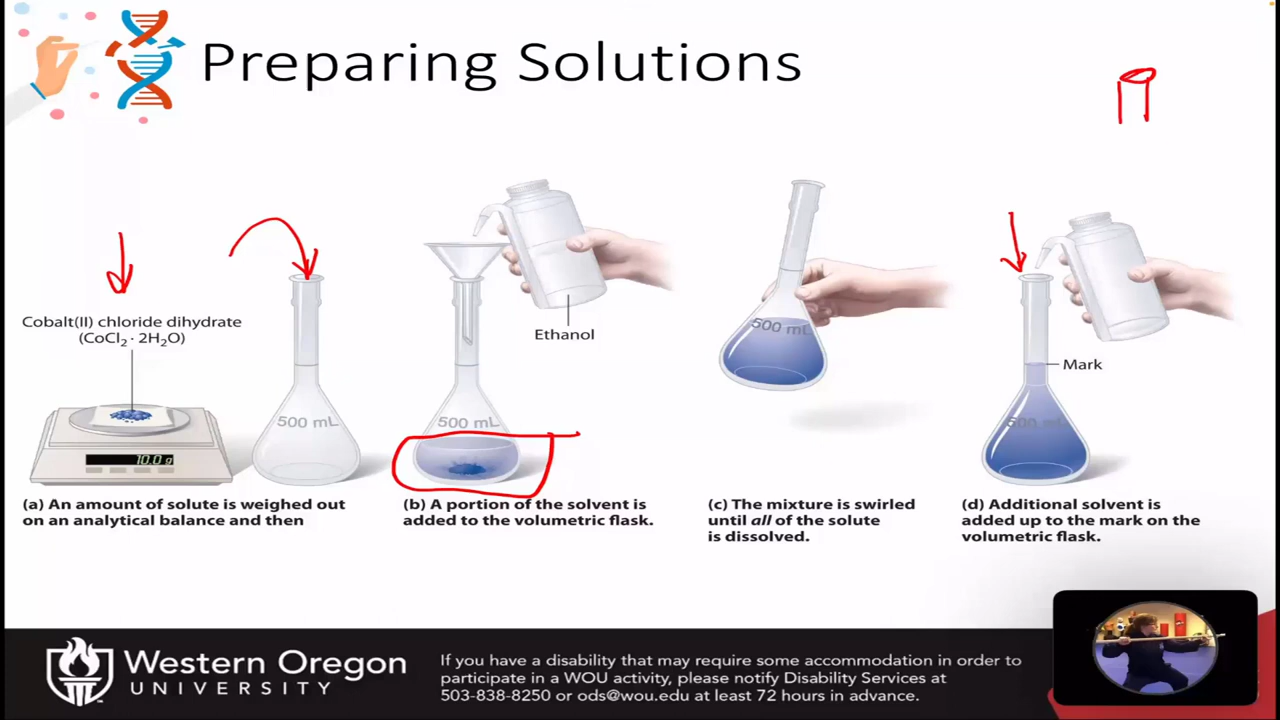 Preparing Solutions
Cobalt(II) chloride dihydrate
(CoCl₂ · 2H₂O)
10.0 g
500 mL
(a) An amount of solute is weighed out
on an analytical balance and then
Ethanol
500 mL
(b) A portion of the solvent is
added to the volumetric flask.
500 mL
(c) The mixture is swirled
until all of the solute
is dissolved.
Mark
500 mL
(d) Additional solvent is
added up to the mark on the
volumetric flask.
Western Oregon
UNIVERSITY
If you have a disability that may require some accommodation in order to
participate in a WOU activity, please notify Disability Services at
503-838-8250 or ods@wou.edu at least 72 hours in advance.